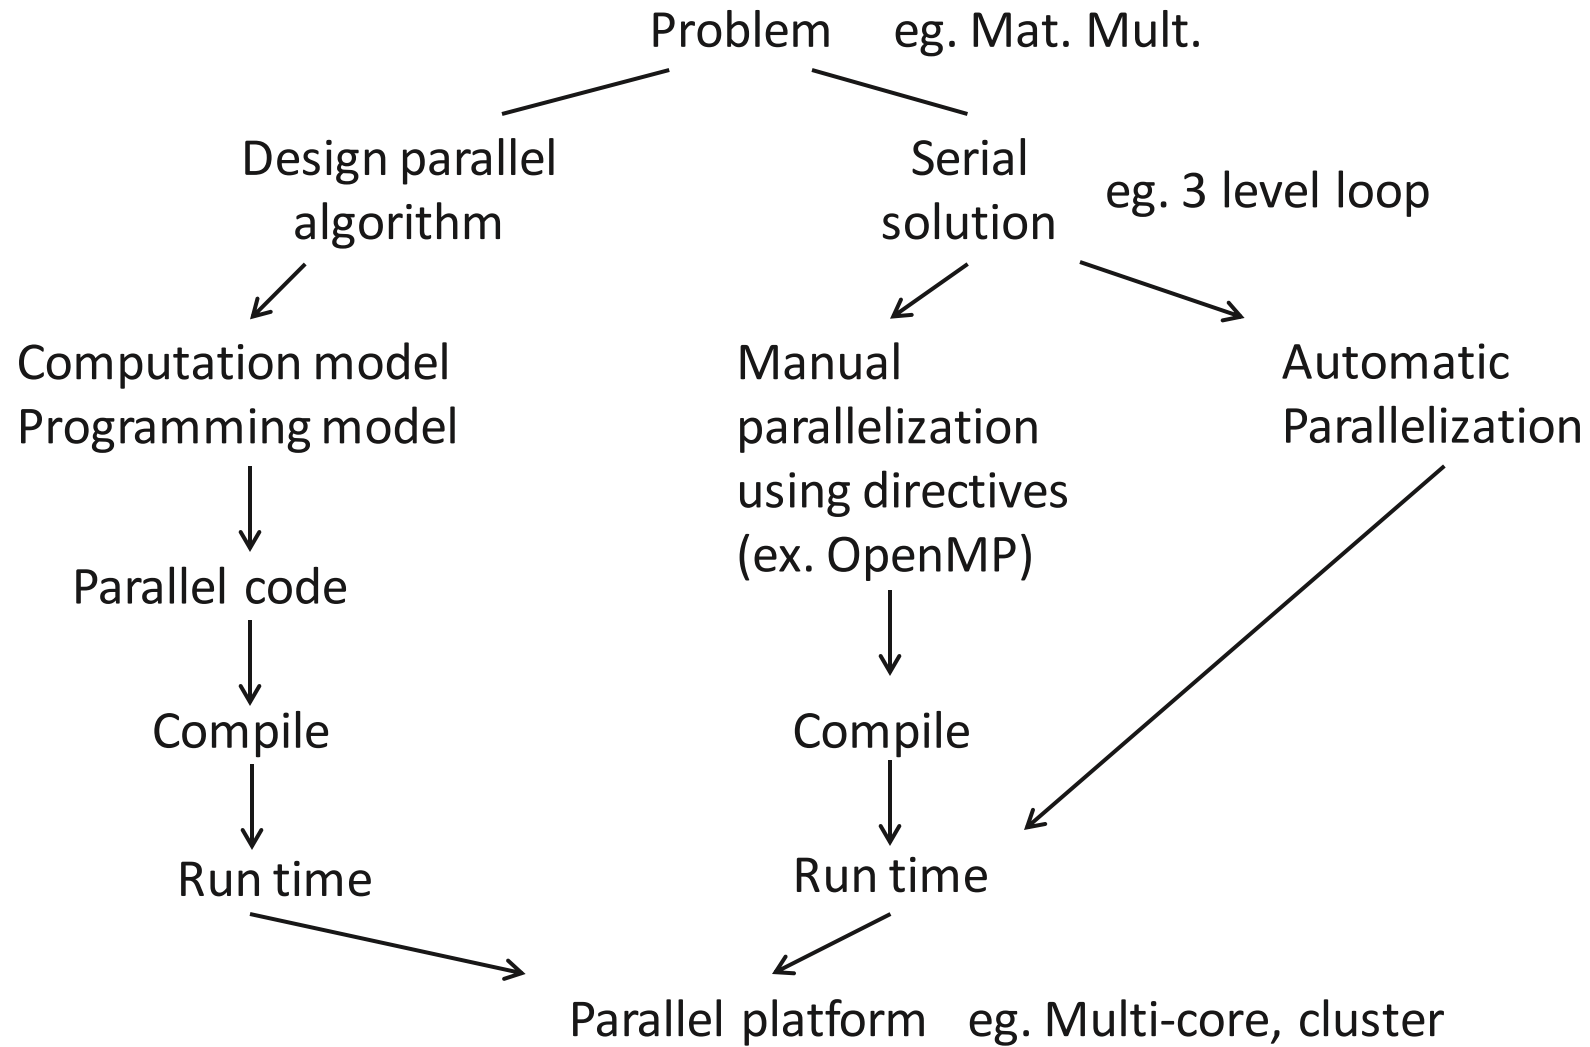 Problem eg. Mat. Mult.
Design parallel
algorithm
Serial
solution
eg. 3 level loop
Computation model
Programming model
Manual
parallelization
using directives
(ex. OpenMP)
Automatic
Parallelization
Parallel code
Compile
Compile
Run time
Run time
Parallel platform eg. Multi-core, cluster